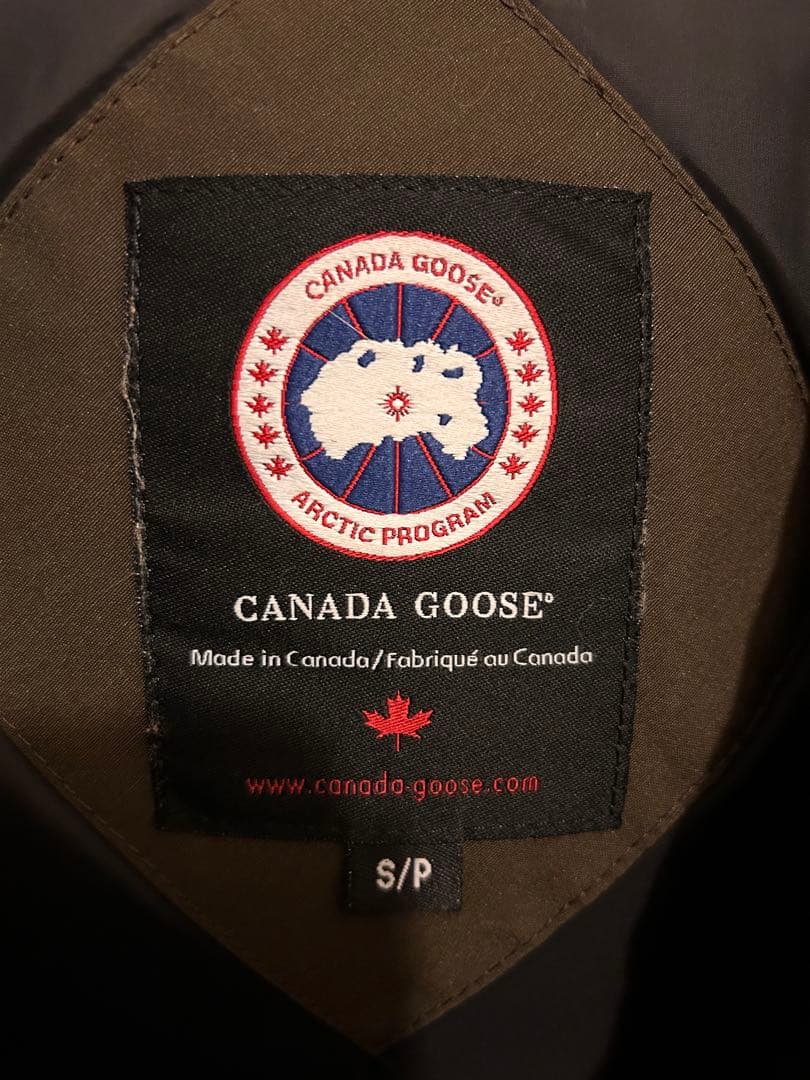 CANADA GOOSE®
ARCTIC PROGRAM
CANADA GOOSE®
Made in Canada/Fabriqué au Canada
www.canada-goose.com
S/P